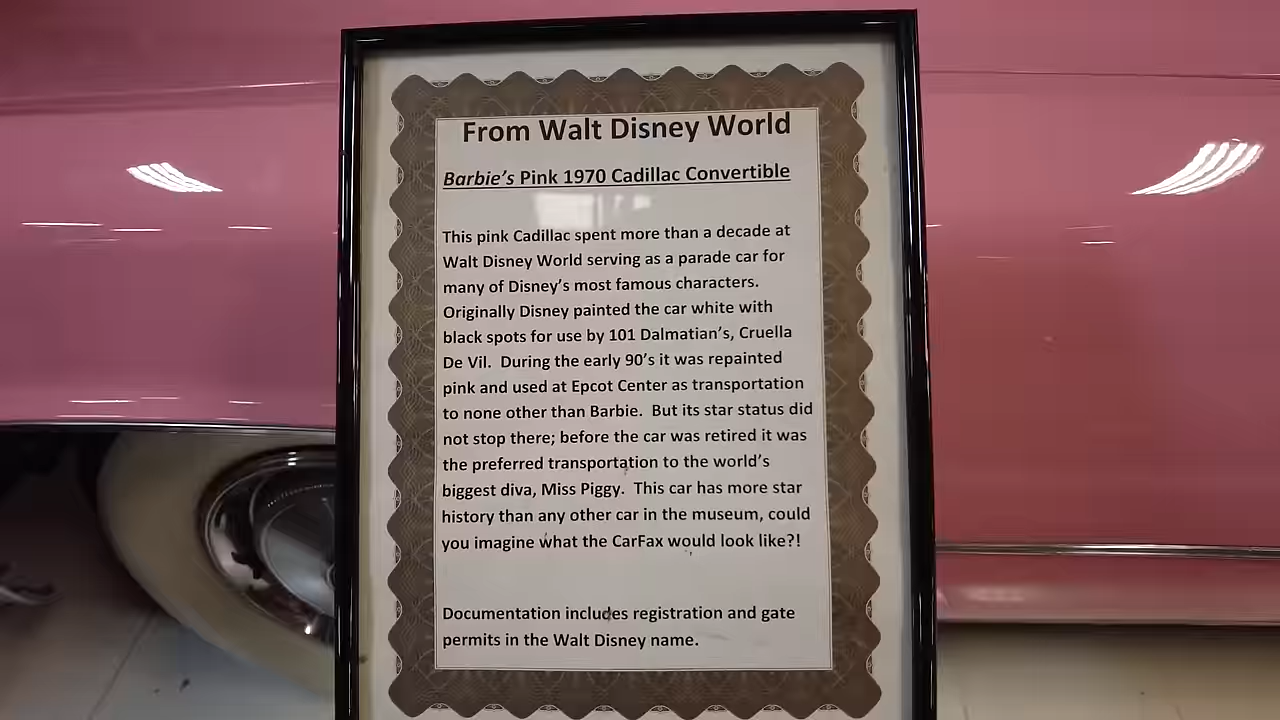 From Walt Disney World
Barbie's Pink 1970 Cadillac Convertible
This pink Cadillac spent more than a decade at
Walt Disney World serving as a parade car for
many of Disney's most famous characters.
Originally Disney painted the car white with
black spots for use by 101 Dalmatian's, Cruella
De Vil.  During the early 90's it was repainted
pink and used at Epcot Center as transportation
to none other than Barbie.  But its star status did
not stop there; before the car was retired it was
the preferred transportation to the world's
biggest diva, Miss Piggy.  This car has more star
history than any other car in the museum, could
you imagine what the CarFax would look like?!
Documentation includes registration and gate
permits in the Walt Disney name.